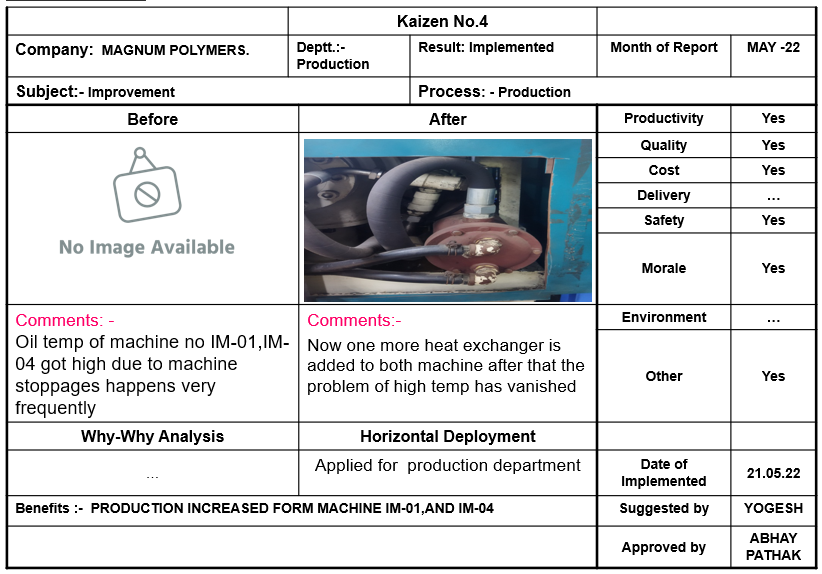 Kaizen No.4
Company: MAGNUM POLYMERS.
Deptt.:-
Production
Result: Implemented
Month of Report
MAY -22
Subject:- Improvement
Process: - Production
Before
After
Productivity
Yes
Quality
Yes
Cost
Yes
Delivery
...
Safety
Yes
Morale
Yes
No Image Available
Comments: -
Oil temp of machine no IM-01,IM-
04 got high due to machine
stoppages happens very
frequently
Comments:-
Now one more heat exchanger is
added to both machine after that the
problem of high temp has vanished
Environment
...
Other
Yes
Why-Why Analysis
Horizontal Deployment
...
Applied for production department
Date of
Implemented
21.05.22
Benefits :- PRODUCTION INCREASED FORM MACHINE IM-01,AND IM-04
Suggested by
YOGESH
Approved by
ABHAY
PATHAK